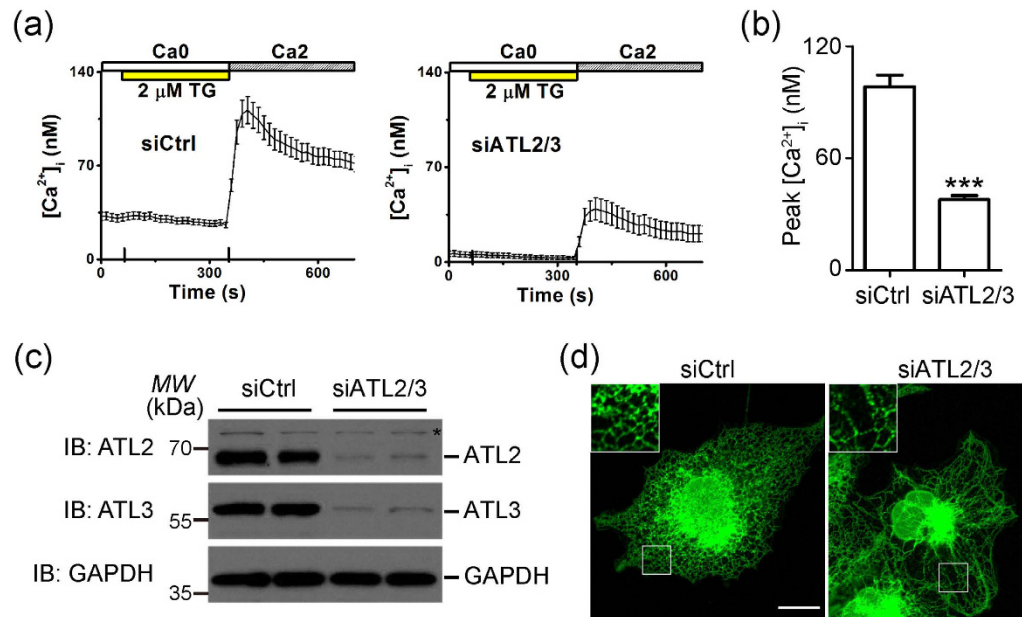 (a)
Ca0 Ca2
140
2 μM TG
siCtrl
70
0
[Ca²⁺]ᵢ (nM)
0 300 600
Time (s)
Ca0 Ca2
140
2 μM TG
siATL2/3
70
0
[Ca²⁺]ᵢ (nM)
0 300 600
Time (s)
(b)
120
60
0
Peak [Ca²⁺]ᵢ (nM)
***
siCtrl siATL2/3
(c)
MW
(kDa)
siCtrl siATL2/3
*
IB: ATL2 70 ATL2
IB: ATL3 55 ATL3
IB: GAPDH 35 GAPDH
(d)
siCtrl siATL2/3